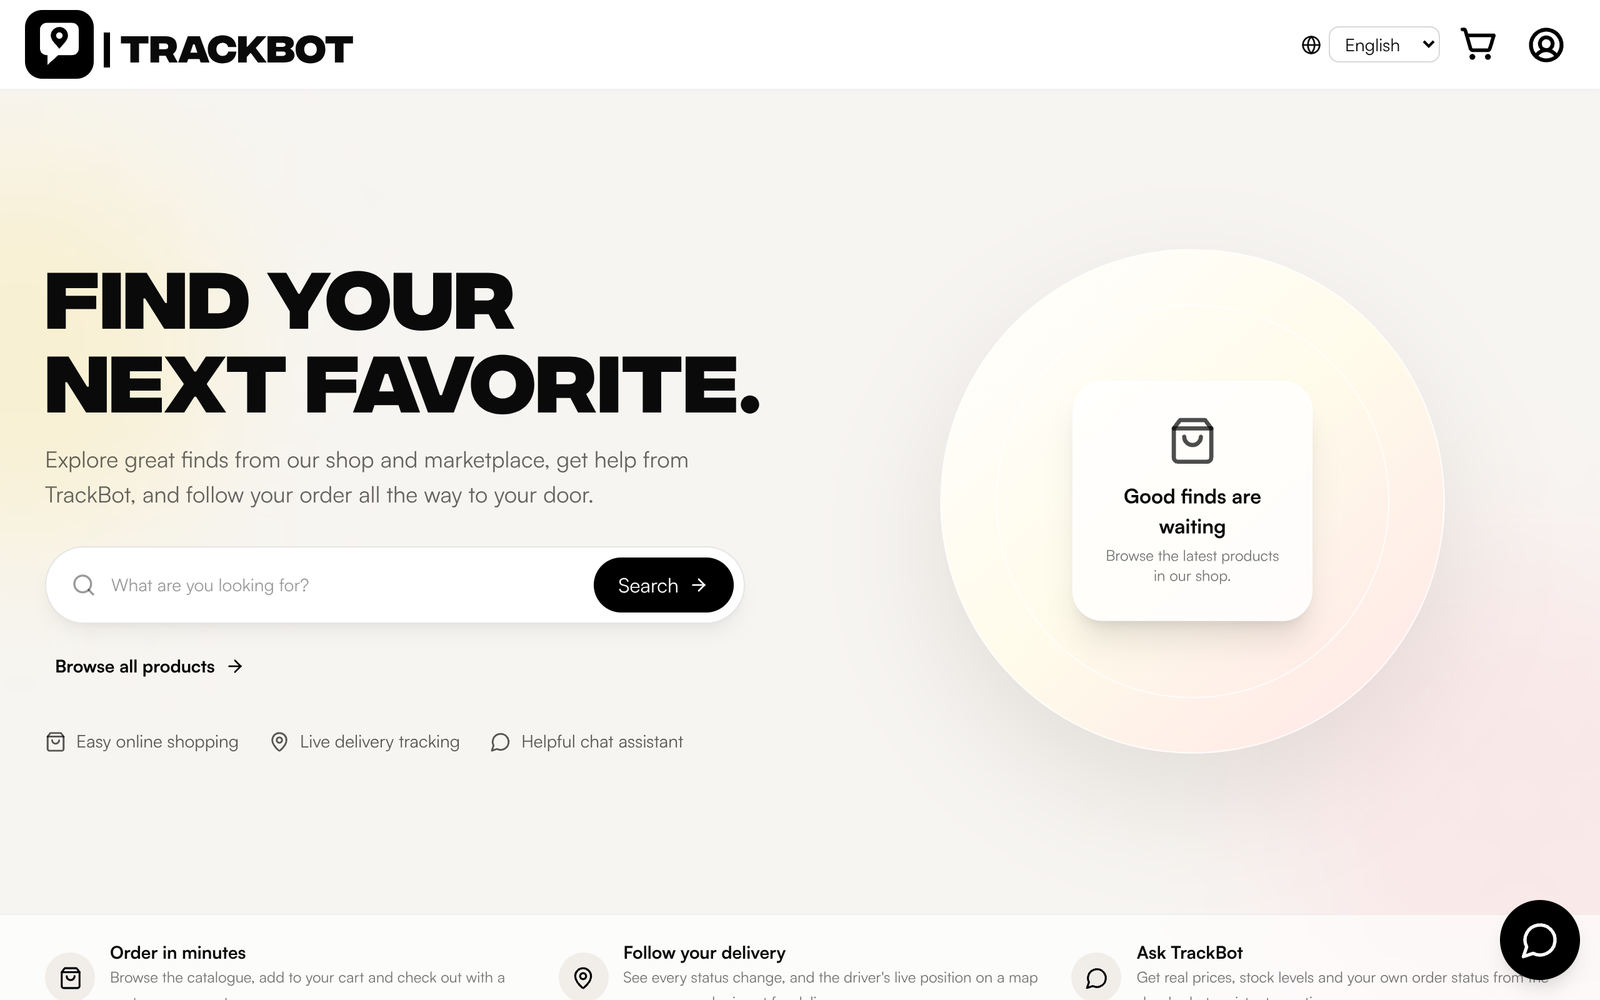 TRACKBOT
English
FIND YOUR
NEXT FAVORITE.
Explore great finds from our shop and marketplace, get help from
TrackBot, and follow your order all the way to your door.
What are you looking for?
Search
Browse all products
Easy online shopping
Live delivery tracking
Helpful chat assistant
Good finds are
waiting
Browse the latest products
in our shop.
Order in minutes
Browse the catalogue, add to your cart and check out with a
Follow your delivery
See every status change, and the driver's live position on a map
Ask TrackBot
Get real prices, stock levels and your own order status from the